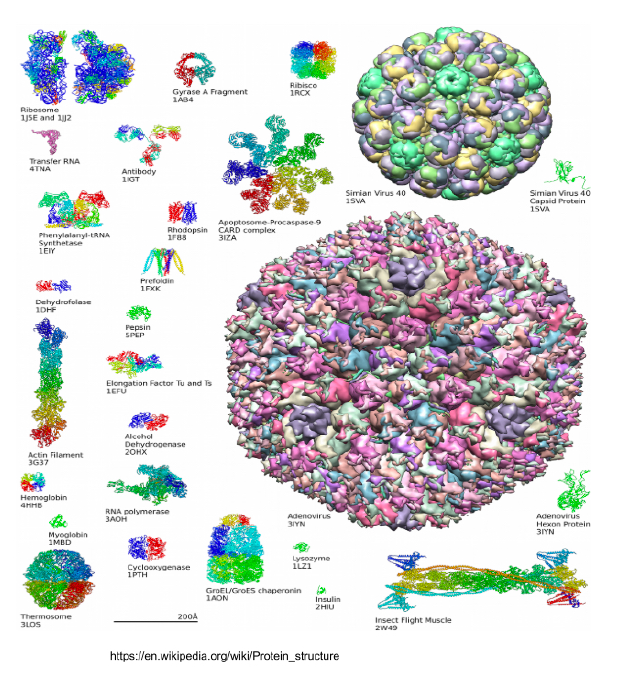 Ribosome
1J5E and 1JJ2
Gyrase A Fragment
1AB4
Ribisco
1RCX
Transfer RNA
4TNA
Antibody
1IGT
Simian Virus 40
1SVA
Simian Virus 40
Capsid Protein
1SVA
Phenylalanyl-tRNA
Synthetase
1EIY
Rhodopsin
1F88
Apoptosome-Procaspase-9
CARD complex
3IZA
Prefoldin
1FXK
Dehydrofolase
1DHF
Pepsin
5PEP
Elongation Factor Tu and Ts
1EFU
Actin Filament
3G37
Alcohol
Dehydrogenase
2OHX
Hemoglobin
4HHB
RNA polymerase
3AOH
Adenovirus
3IYN
Adenovirus
Hexon Protein
3IYN
Myoglobin
1MBD
Cyclooxygenase
1PTH
GroEL/GroES chaperonin
1AON
Lysozyme
1LZ1
Insulin
2HIU
Thermosome
3LOS
200Å
Insect Flight Muscle
2W49
https://en.wikipedia.org/wiki/Protein_structure